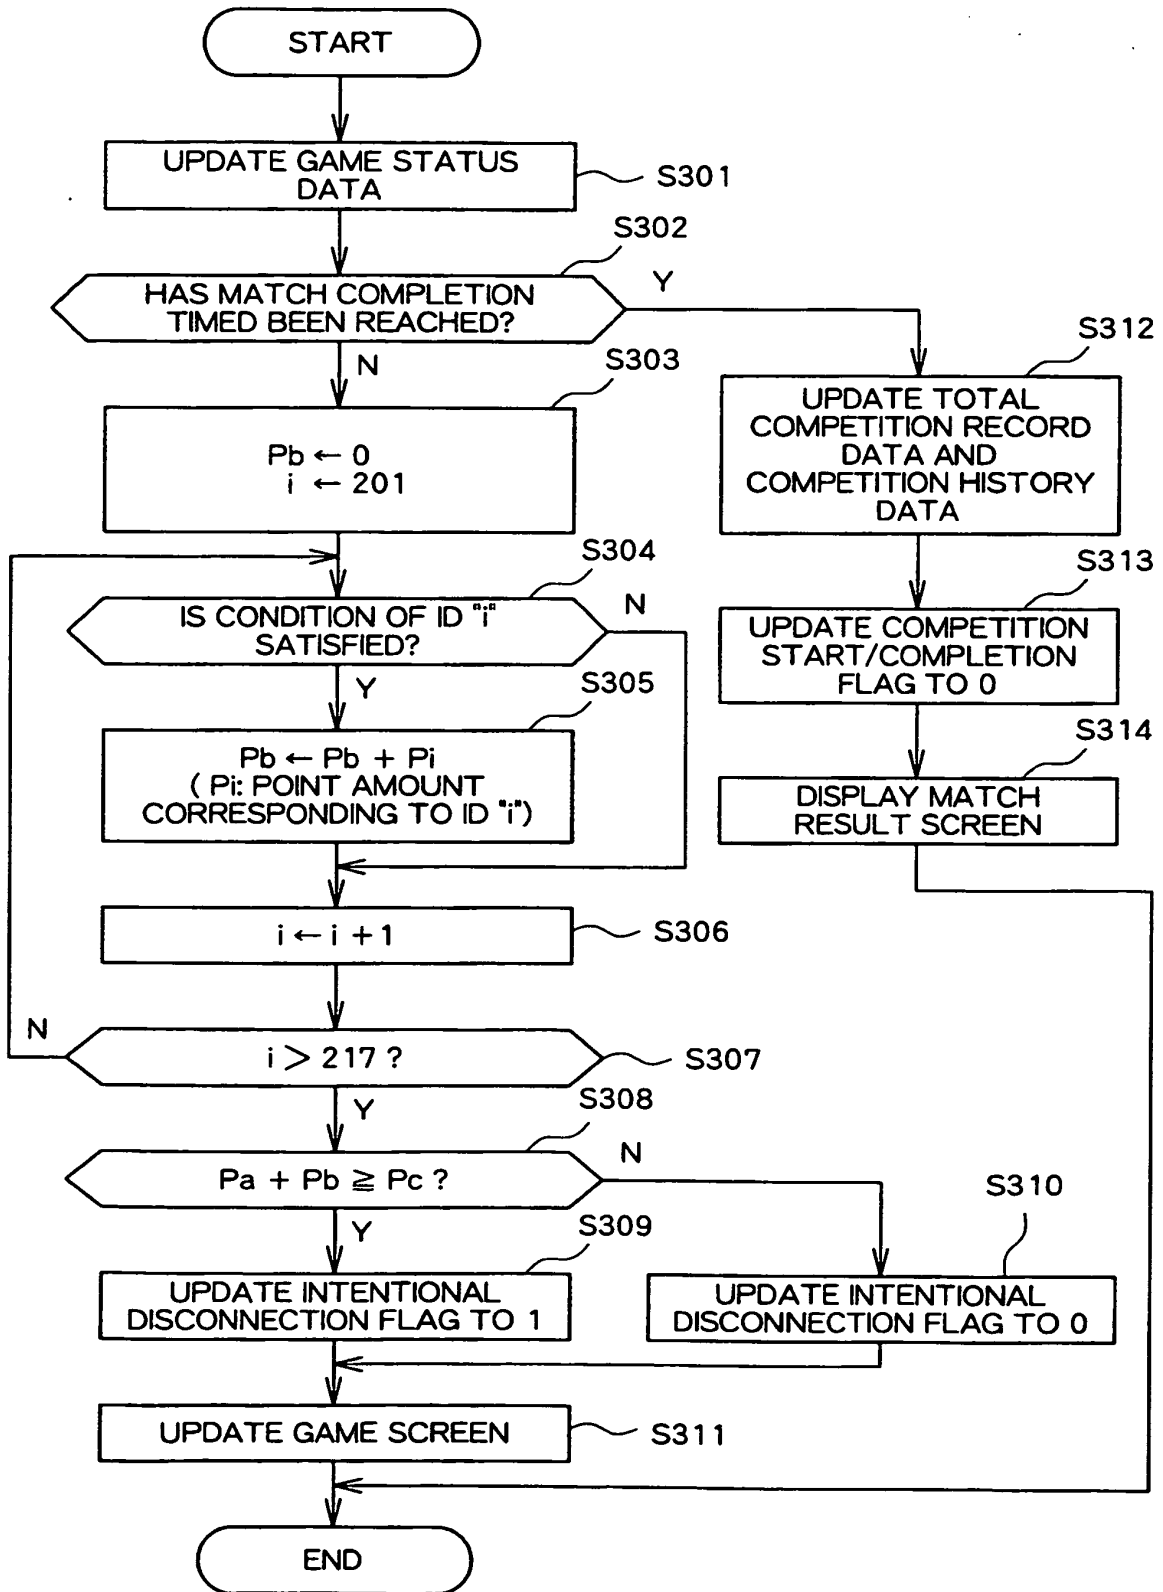 START
UPDATE GAME STATUS
DATA
S301
S302
HAS MATCH COMPLETION
TIMED BEEN REACHED?
Y
N
S303
Pb ← 0
i ← 201
S304
IS CONDITION OF ID "i"
SATISFIED?
N
Y
S305
Pb ← Pb + Pi
( Pi: POINT AMOUNT
CORRESPONDING TO ID "i")
i ← i + 1
S306
N
i > 217 ?
S307
Y
S308
Pa + Pb ≧ Pc ?
N
Y
S309
UPDATE INTENTIONAL
DISCONNECTION FLAG TO 1
S310
UPDATE INTENTIONAL
DISCONNECTION FLAG TO 0
UPDATE GAME SCREEN
S311
END
S312
UPDATE TOTAL
COMPETITION RECORD
DATA AND
COMPETITION HISTORY
DATA
S313
UPDATE COMPETITION
START/COMPLETION
FLAG TO 0
S314
DISPLAY MATCH
RESULT SCREEN